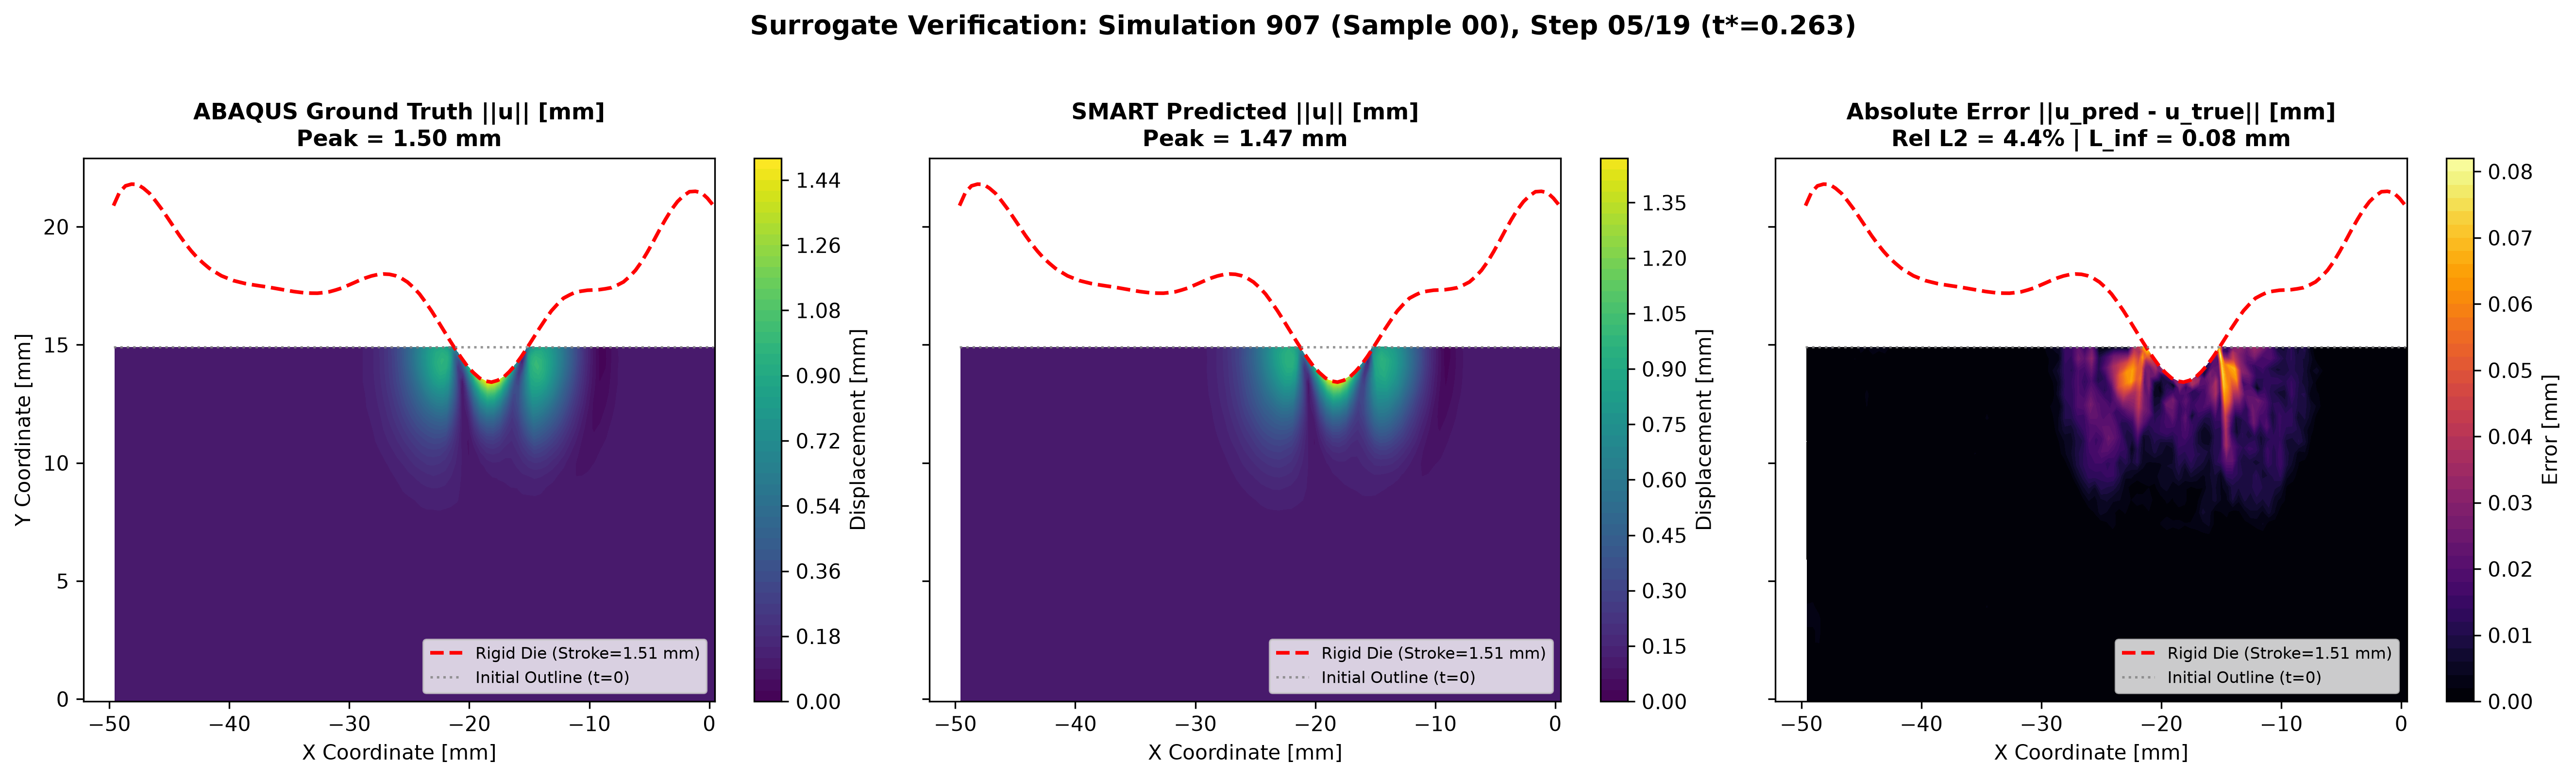 Surrogate Verification: Simulation 907 (Sample 00), Step 05/19 (t*=0.263)
ABAQUS Ground Truth ||u|| [mm]
Peak = 1.50 mm
Y Coordinate [mm]
20
15
10
5
0
−50
−40
−30
−20
−10
0
X Coordinate [mm]
Rigid Die (Stroke=1.51 mm)
Initial Outline (t=0)
1.44
1.26
1.08
0.90
0.72
0.54
0.36
0.18
0.00
Displacement [mm]
SMART Predicted ||u|| [mm]
Peak = 1.47 mm
−50
−40
−30
−20
−10
0
X Coordinate [mm]
Rigid Die (Stroke=1.51 mm)
Initial Outline (t=0)
1.35
1.20
1.05
0.90
0.75
0.60
0.45
0.30
0.15
0.00
Displacement [mm]
Absolute Error ||u_pred - u_true|| [mm]
Rel L2 = 4.4% | L_inf = 0.08 mm
−50
−40
−30
−20
−10
0
X Coordinate [mm]
Rigid Die (Stroke=1.51 mm)
Initial Outline (t=0)
0.08
0.07
0.06
0.05
0.04
0.03
0.02
0.01
0.00
Error [mm]